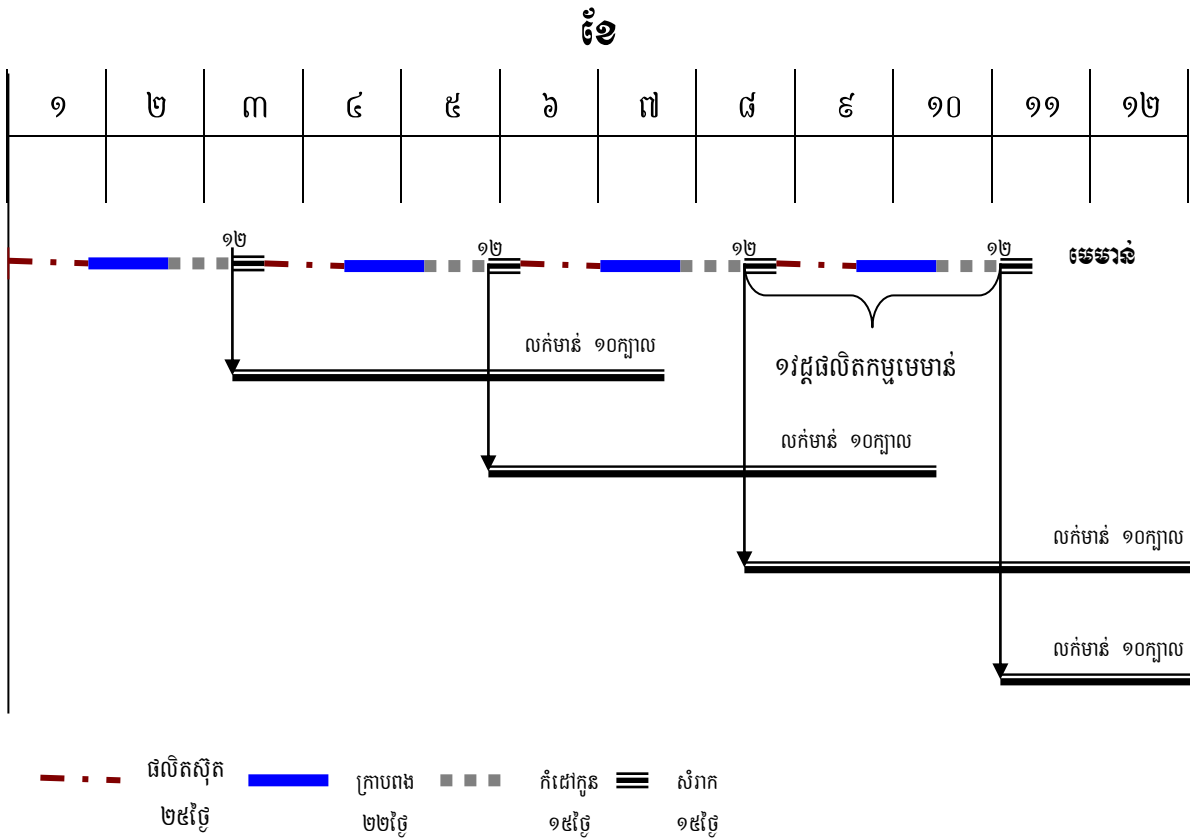 ខែ
១ ២ ៣ ៤ ៥ ៦ ៧ ៨ ៩ ១០ ១១ ១២
១២ ១២ ១២ ១២ មេមាន់
លក់មាន់ ១០ក្បាល
១វដ្តផលិតកម្មមេមាន់
លក់មាន់ ១០ក្បាល
លក់មាន់ ១០ក្បាល
លក់មាន់ ១០ក្បាល
ផលិតស៊ុត ក្រាបពង កំដៅកូន សំរាក
២៥ថ្ងៃ ២២ថ្ងៃ ១៥ថ្ងៃ ១៥ថ្ងៃ